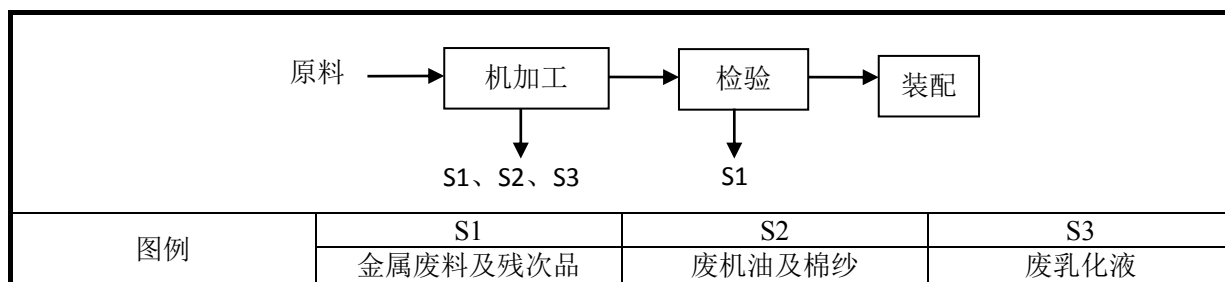 原料 机加工 检验 装配
S1、S2、S3 S1
图例 S1 S2 S3
金属废料及残次品 废机油及棉纱 废乳化液